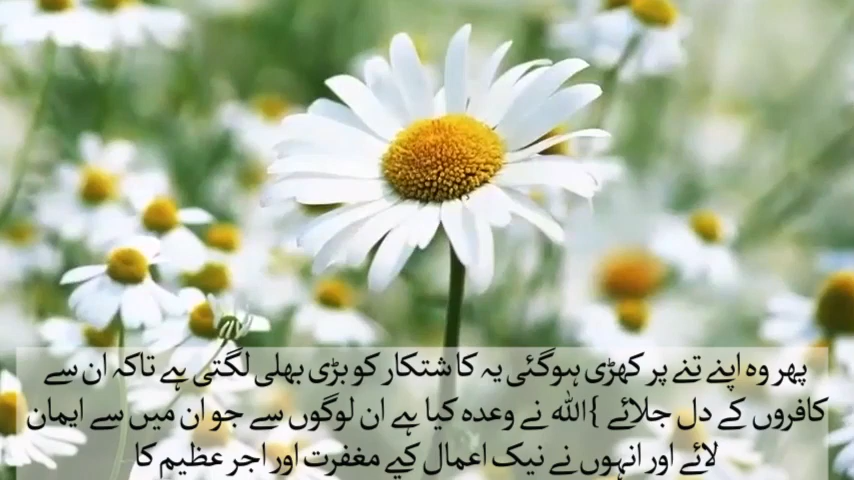 پھر وہ اپنے تنے پر کھڑی ہوگئی یہ کاشتکار کو بڑی بھلی لگتی ہے تاکہ ان سے
کافروں کے دل جلائے }اللہ نے وعدہ کیا ہے ان لوگوں سے جو ان میں سے ایمان
لائے اور انہوں نے نیک اعمال کیے مغفرت اور اجر عظیم کا